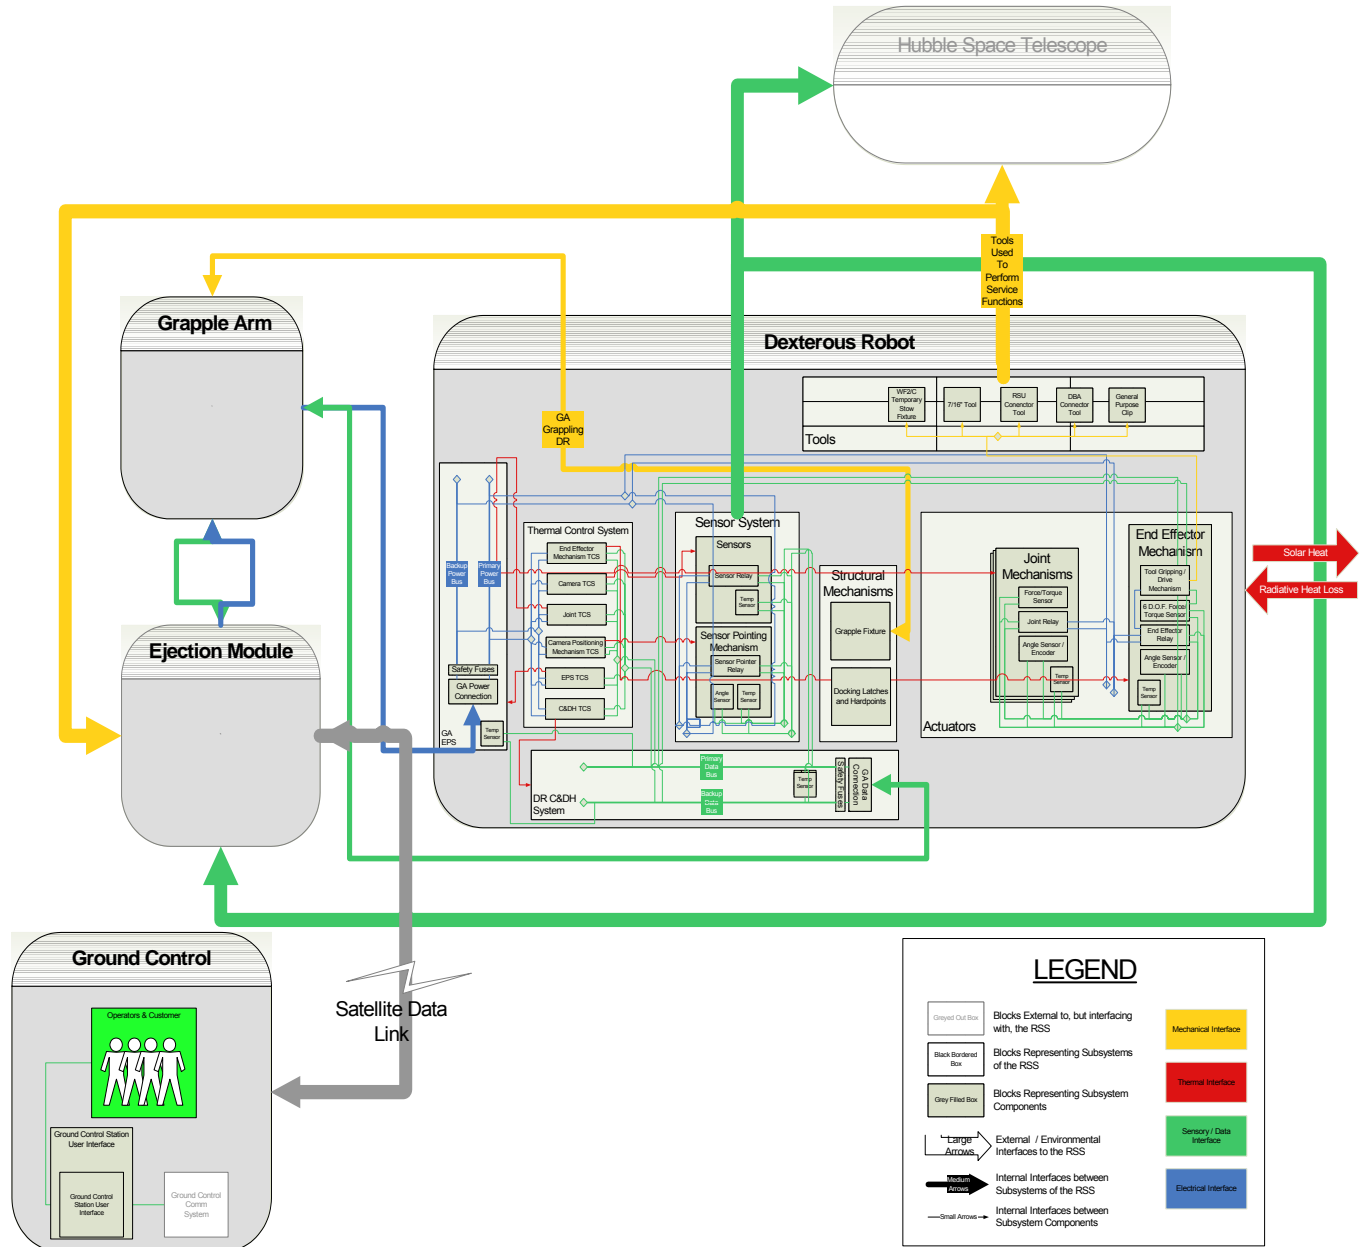 Hubble Space Telescope
Tools
Used
To
Perform
Service
Functions
Grapple Arm
Dexterous Robot
GA
Grappling
DR
WF2/C
Temporary
Stow
Fixture
7/16" Tool
RSU
Conenctor
Tool
DBA
Connector
Tool
General
Purpose
Clip
Tools
Backup
Power
Bus
Primary
Power
Bus
Safety Fuses
GA Power
Connection
GA
EPS
Temp
Sensor
Thermal Control System
End Effector
Mechanism TCS
Camera TCS
Joint TCS
Camera Positioning
Mechanism TCS
EPS TCS
C&DH TCS
Sensor System
Sensors
Sensor Relay
Temp
Sensor
Sensor Pointing
Mechanism
Sensor Pointer
Relay
Angle
Sensor
Temp
Sensor
Structural
Mechanisms
Grapple Fixture
Docking Latches
and Hardpoints
Joint
Mechanisms
Force/Torque
Sensor
Joint Relay
Angle Sensor /
Encoder
Temp
Sensor
End Effector
Mechanism
Tool Gripping /
Drive
Mechanism
6 D.O.F. Force/
Torque Sensor
End Effector
Relay
Angle Sensor /
Encoder
Temp
Sensor
Actuators
Solar Heat
Radiative Heat Loss
Primary
Data
Bus
Backup
Data
Bus
Temp
Sensor
Safety Fuses
GA Data
Connection
DR C&DH
System
Ejection Module
Ground Control
Operators & Customer
Ground Control Station
User Interface
Ground Control
Station User
Interface
Ground Control
Comm
System
Satellite Data
Link
LEGEND
Greyed Out Box
Blocks External to, but interfacing
with, the RSS
Black Bordered
Box
Blocks Representing Subsystems
of the RSS
Grey Filled Box
Blocks Representing Subsystem
Components
Large
Arrows
External / Environmental
Interfaces to the RSS
Medium
Arrows
Internal Interfaces between
Subsystems of the RSS
Small Arrows
Internal Interfaces between
Subsystem Components
Mechanical Interface
Thermal Interface
Sensory / Data
Interface
Electrical Interface